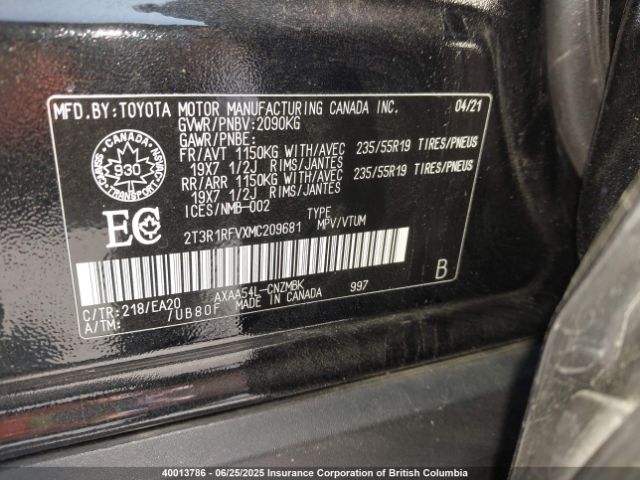 MFD.BY:TOYOTA MOTOR MANUFACTURING CANADA INC. 04/21
GVWR/PNBV:2090KG
GAWR/PNBE:
FR/AVT 1150KG WITH/AVEC 235/55R19 TIRES/PNEUS
19X7 1/2J RIMS/JANTES
RR/ARR 1150KG WITH/AVEC 235/55R19 TIRES/PNEUS
19X7 1/2J RIMS/JANTES
ICES/NMB-002
CANADA
930
TRANSPORT
EC
TYPE
2T3R1RFVXMC209681 MPV/VTUM
B
AXAA54L-CNZMBK 997
C/TR:218/EA20 MADE IN CANADA
A/TM: /UB80F
40013786 - 06/25/2025 Insurance Corporation of British Columbia